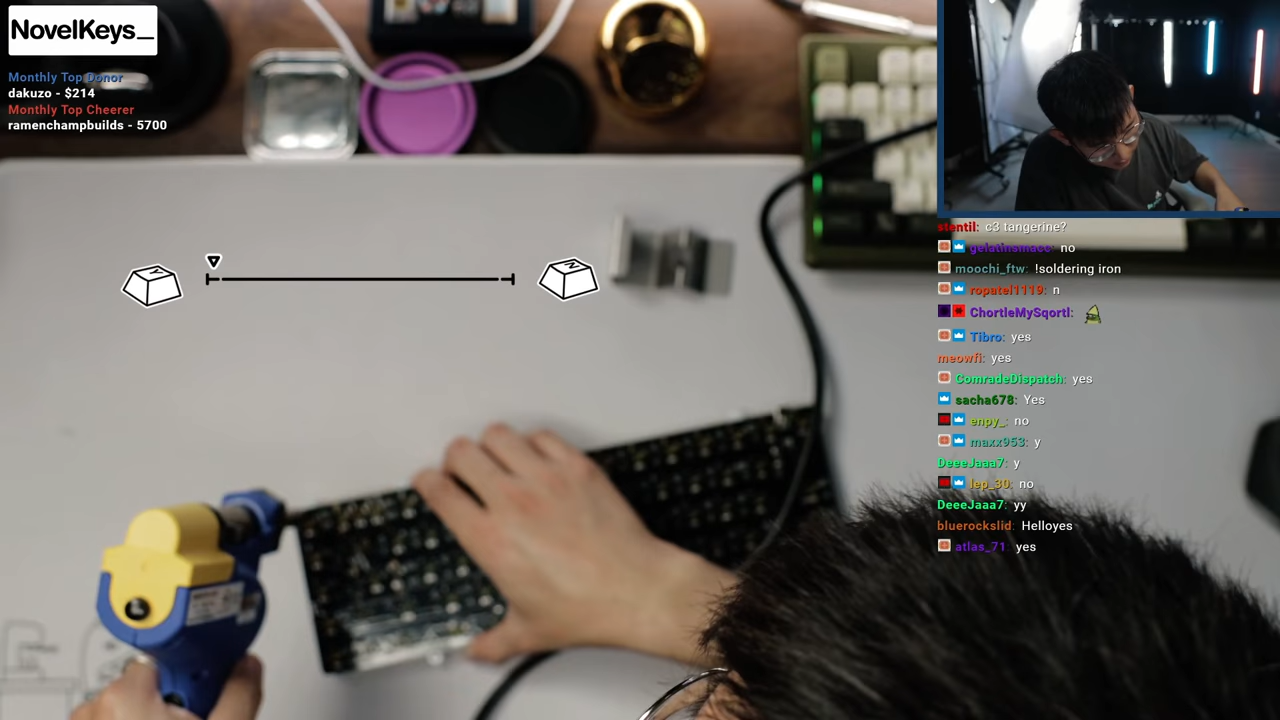 NovelKeys_
Monthly Top Donor
dakuzo - $214
Monthly Top Cheerer
ramenchampbuilds - 5700
stentil: c3 tangerine?
gelatinsmacc: no
moochi_ftw: !soldering iron
ropatel1119: n
ChortleMySqortl:
Tibro: yes
meowfi: yes
ComradeDispatch: yes
sacha678: Yes
enpy_: no
maxx953: y
DeeeJaaa7: y
lep_30: no
DeeeJaaa7: yy
bluerockslid: Helloyes
atlas_71: yes